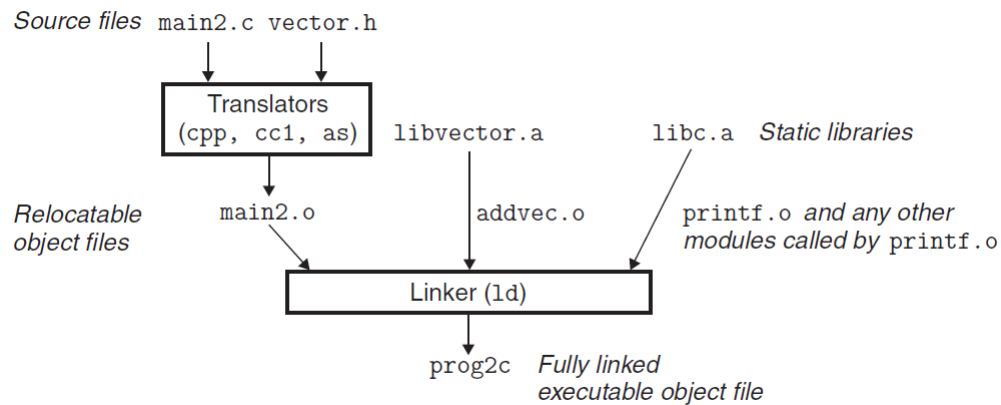 Source files main2.c vector.h
Translators
(cpp, cc1, as)
libvector.a
libc.a Static libraries
Relocatable
object files
main2.o
addvec.o
printf.o and any other
modules called by printf.o
Linker (ld)
prog2c
Fully linked
executable object file